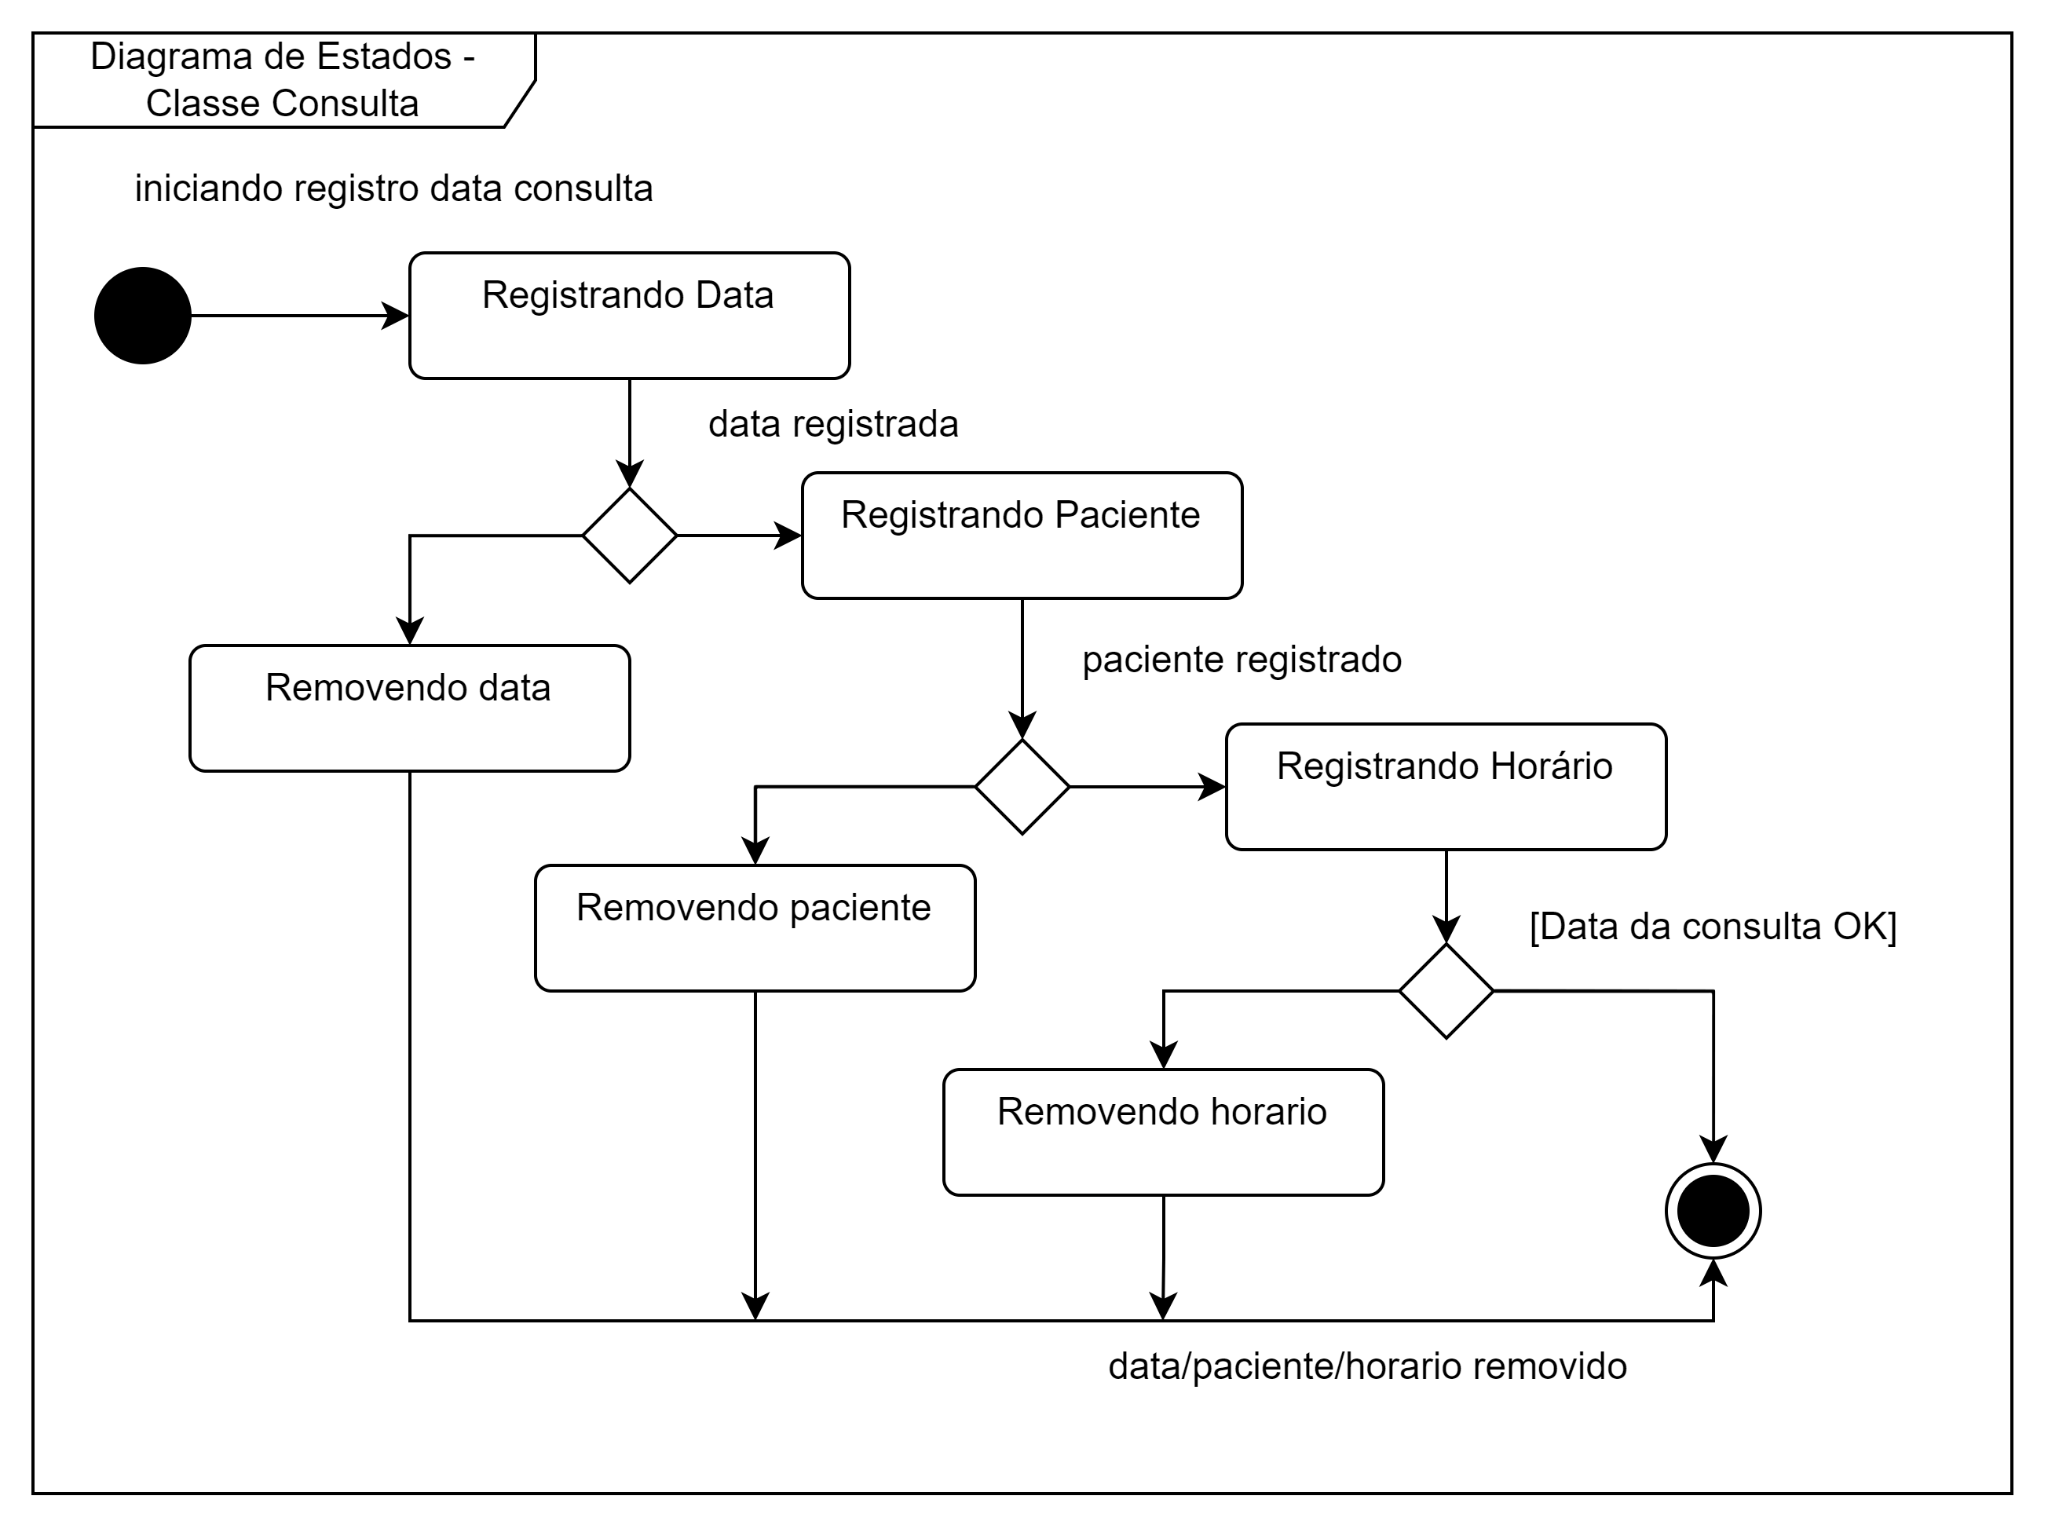 Diagrama de Estados -
Classe Consulta
iniciando registro data consulta
Registrando Data
data registrada
Registrando Paciente
Removendo data
paciente registrado
Registrando Horário
Removendo paciente
[Data da consulta OK]
Removendo horario
data/paciente/horario removido